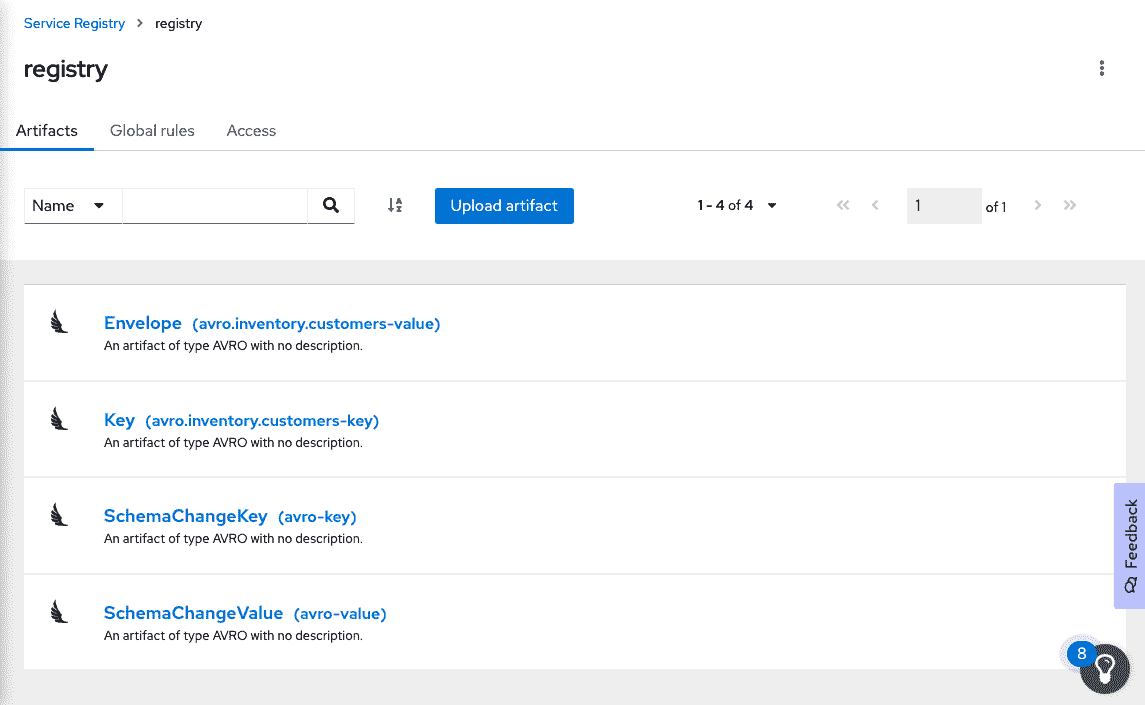 Service Registry > registry
registry
Artifacts Global rules Access
Name Upload artifact 1 - 4 of 4 1 of 1
Envelope (avro.inventory.customers-value)
An artifact of type AVRO with no description.
Key (avro.inventory.customers-key)
An artifact of type AVRO with no description.
SchemaChangeKey (avro-key)
An artifact of type AVRO with no description.
SchemaChangeValue (avro-value)
An artifact of type AVRO with no description.
Feedback
8